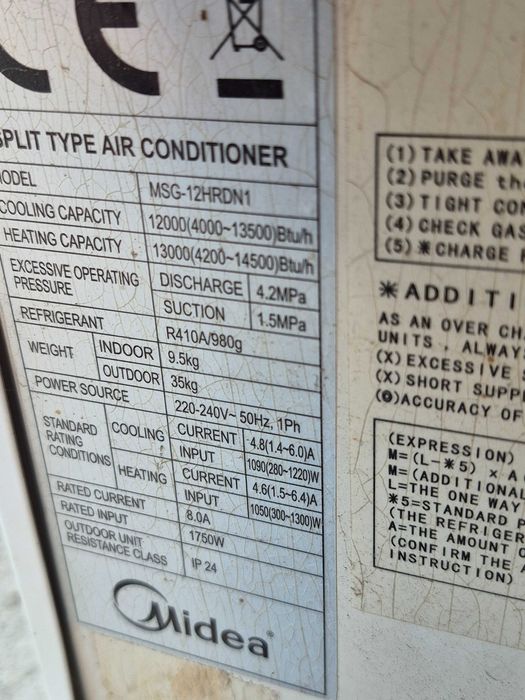 CE
SPLIT TYPE AIR CONDITIONER
MODEL MSG-12HRDN1
COOLING CAPACITY 12000(4000~13500)Btu/h
HEATING CAPACITY 13000(4200~14500)Btu/h
EXCESSIVE OPERATING PRESSURE DISCHARGE 4.2MPa
SUCTION 1.5MPa
REFRIGERANT R410A/980g
WEIGHT INDOOR 9.5kg
OUTDOOR 35kg
POWER SOURCE 220-240V~ 50Hz, 1Ph
STANDARD RATING CONDITIONS COOLING CURRENT 4.8(1.4~6.0)A
INPUT 1090(280~1220)W
HEATING CURRENT 4.6(1.5~6.4)A
INPUT 1050(300~1300)W
RATED CURRENT 8.0A
RATED INPUT 1750W
OUTDOOR UNIT RESISTANCE CLASS IP 24
Midea
(1) TAKE AWA
(2) PURGE the
(3) TIGHT CON
(4) CHECK GAS
(5) ※CHARGE
※ADDITI
AS AN OVER CH
UNITS . ALWAY
(X) EXCESSIVE
(X) SHORT SUPP
(◎)ACCURACY OF
(EXPRESSION)
M=(L-※5) × A
M=(ADDITIONAL
L=THE ONE WAY
※5=STANDARD P
(THE REFRIGER
A=THE AMOUNT O
(CONFIRM THE A
INSTRUCTION)